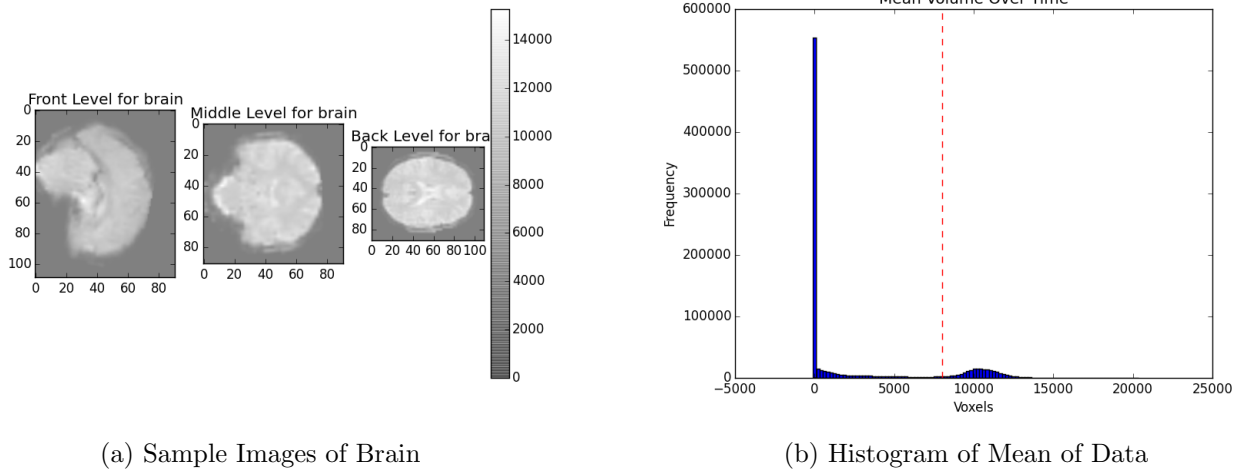 Front Level for brain
0
20
40
60
80
100
0 20 40 60 80
Middle Level for brain
0
20
40
60
80
0 20 40 60 80
Back Level for bra
0
20
40
60
80
0 20 40 60 80 100
14000
12000
10000
8000
6000
4000
2000
0
(a) Sample Images of Brain
Mean Volume Over Time
600000
500000
400000
300000
200000
100000
0
Frequency
−5000 0 5000 10000 15000 20000 25000
Voxels
(b) Histogram of Mean of Data